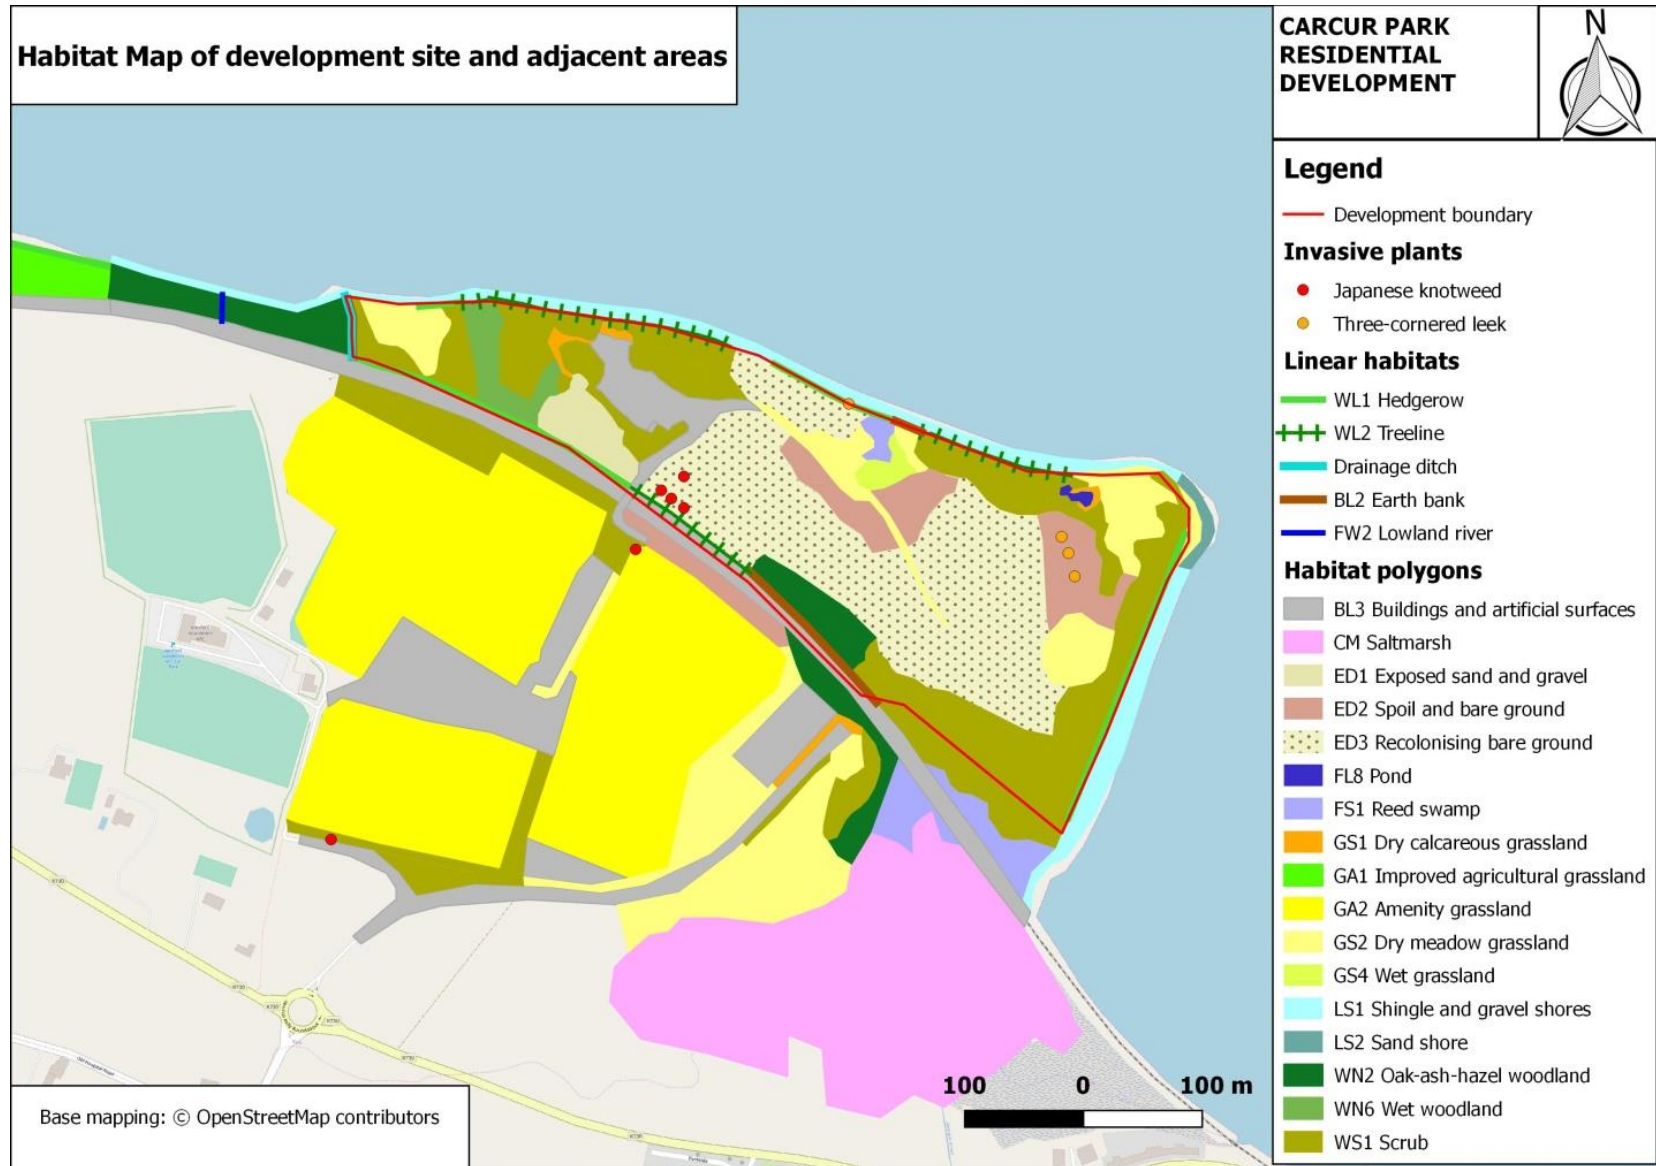 Habitat Map of development site and adjacent areas
CARCUR PARK
RESIDENTIAL
DEVELOPMENT
N
Legend
Development boundary
Invasive plants
Japanese knotweed
Three-cornered leek
Linear habitats
WL1 Hedgerow
WL2 Treeline
Drainage ditch
BL2 Earth bank
FW2 Lowland river
Habitat polygons
BL3 Buildings and artificial surfaces
CM Saltmarsh
ED1 Exposed sand and gravel
ED2 Spoil and bare ground
ED3 Recolonising bare ground
FL8 Pond
FS1 Reed swamp
GS1 Dry calcareous grassland
GA1 Improved agricultural grassland
GA2 Amenity grassland
GS2 Dry meadow grassland
GS4 Wet grassland
LS1 Shingle and gravel shores
LS2 Sand shore
WN2 Oak-ash-hazel woodland
WN6 Wet woodland
WS1 Scrub
100 0 100 m
Base mapping: © OpenStreetMap contributors